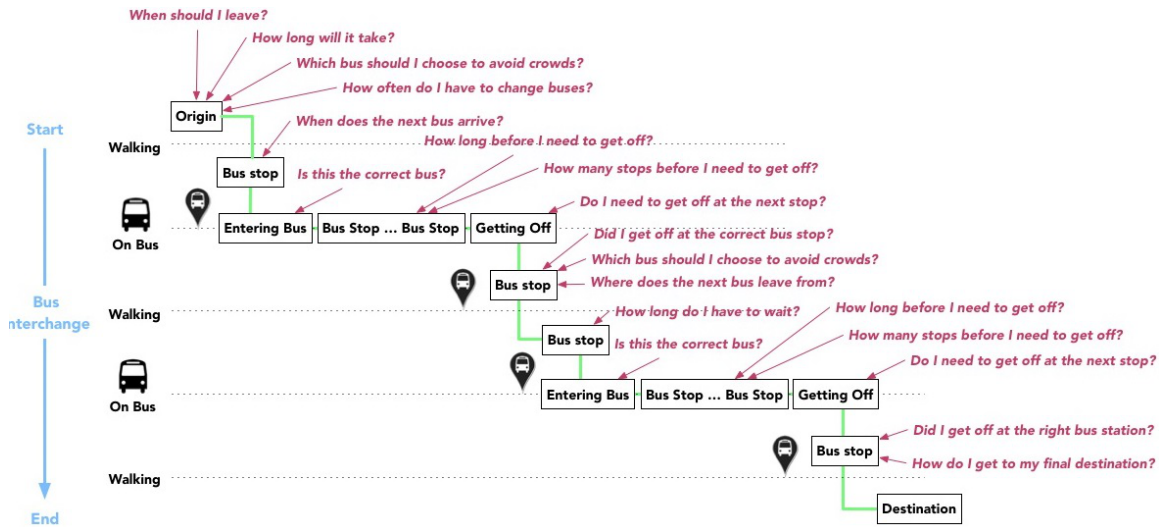 When should I leave?
How long will it take?
Which bus should I choose to avoid crowds?
How often do I have to change buses?
Origin
Start
When does the next bus arrive?
Walking
How long before I need to get off?
Bus stop
Is this the correct bus?
How many stops before I need to get off?
On Bus
Entering Bus
Bus Stop ... Bus Stop
Getting Off
Do I need to get off at the next stop?
Did I get off at the correct bus stop?
Which bus should I choose to avoid crowds?
Bus stop
Where does the next bus leave from?
Bus
nterchange
Walking
How long do I have to wait?
How long before I need to get off?
Bus stop
Is this the correct bus?
How many stops before I need to get off?
Do I need to get off at the next stop?
On Bus
Entering Bus
Bus Stop ... Bus Stop
Getting Off
Did I get off at the right bus station?
Bus stop
How do I get to my final destination?
Walking
Destination
End